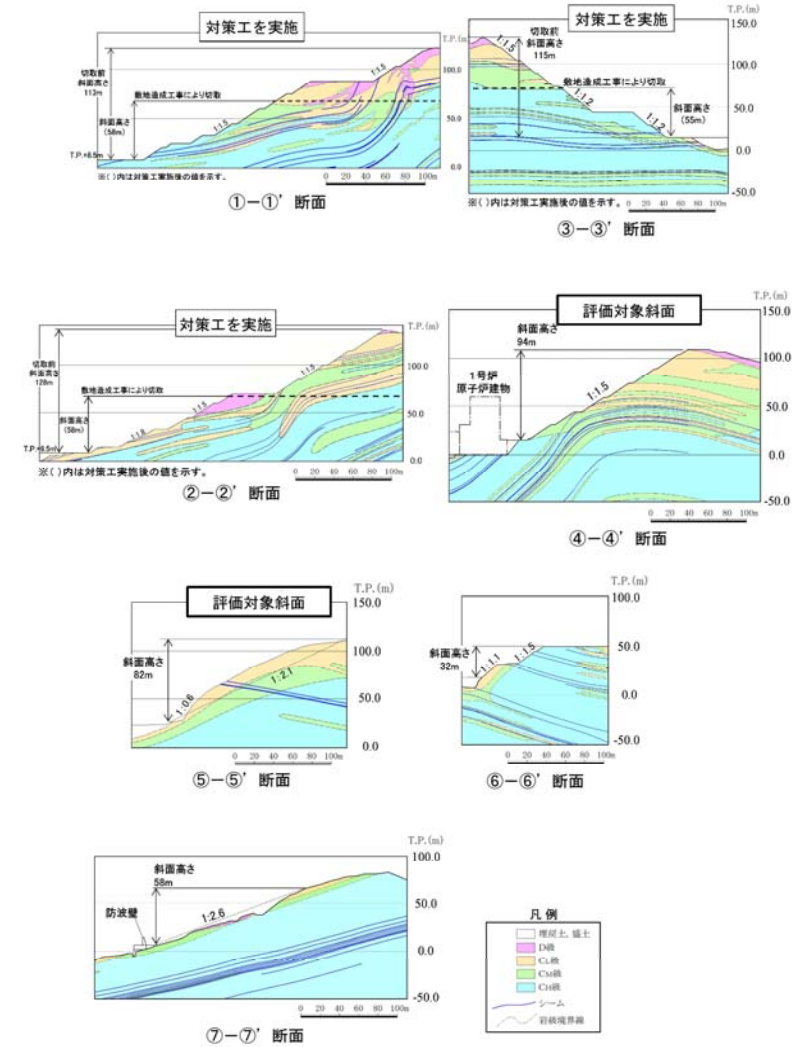 対策工を実施
T.P.(m)
切取前
斜面高さ
113m
1:1.5
100.0
敷地造成工事により切取
斜面高さ
(58m)
1:1.5
50.0
T.P.+8.5m
0.0
※( )内は対策工実施後の値を示す。
0 20 40 60 80 100m
①-①' 断面
対策工を実施
T.P.(m)
150.0
1:1.5
切取前
斜面高さ
115m
100.0
敷地造成工事により切取
1:1.2
斜面高さ
(55m)
50.0
1:1.2
0.0
-50.0
※( )内は対策工実施後の値を示す。
0 20 40 60 80 100m
③-③' 断面
対策工を実施
T.P.(m)
切取前
斜面高さ
128m
1:1.5
100.0
敷地造成工事により切取
1:1.5
斜面高さ
(58m)
50.0
T.P.+8.5m
0.0
※( )内は対策工実施後の値を示す。
0 20 40 60 80 100m
②-②' 断面
評価対象斜面
T.P.(m)
150.0
斜面高さ
94m
1号炉
原子炉建物
100.0
1:1.5
50.0
0.0
-50.0
0 20 40 60 80 100m
④-④' 断面
評価対象斜面
T.P.(m)
150.0
斜面高さ
82m
100.0
1:2.1
1:0.6
50.0
0.0
0 20 40 60 80 100m
⑤-⑤' 断面
T.P.(m)
100.0
斜面高さ
32m
1:1.5
1:1.1
50.0
0.0
-50.0
0 20 40 60 80 100m
⑥-⑥' 断面
T.P.(m)
100.0
斜面高さ
58m
防波壁
1:2.6
50.0
0.0
-50.0
0 20 40 60 80 100m
⑦-⑦' 断面
凡例
埋戻土, 盛土
D級
CL級
CM級
CH級
シーム
岩級境界線